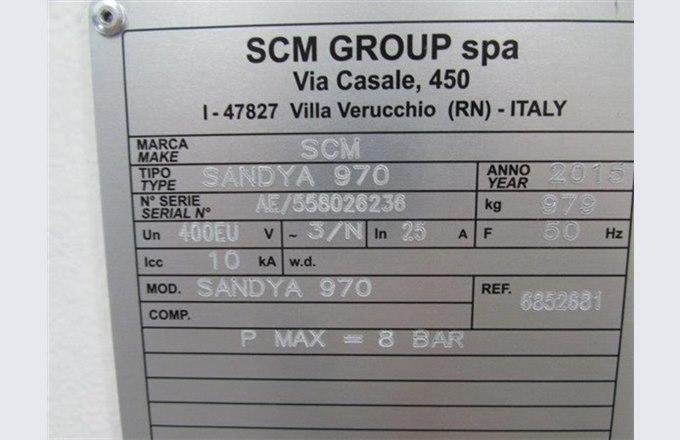 SCM GROUP spa
Via Casale, 450
I - 47827 Villa Verucchio (RN) - ITALY
MARCA MAKE SCM
TIPO TYPE SANDYA 970 ANNO YEAR 2015
N° SERIE SERIAL N° AE/558026236 kg 979
Un 400EU V ~ 3/N In 25 A F 50 Hz
Icc 10 kA w.d.
MOD. SANDYA 970 REF. 6852681
COMP.
P MAX = 8 BAR